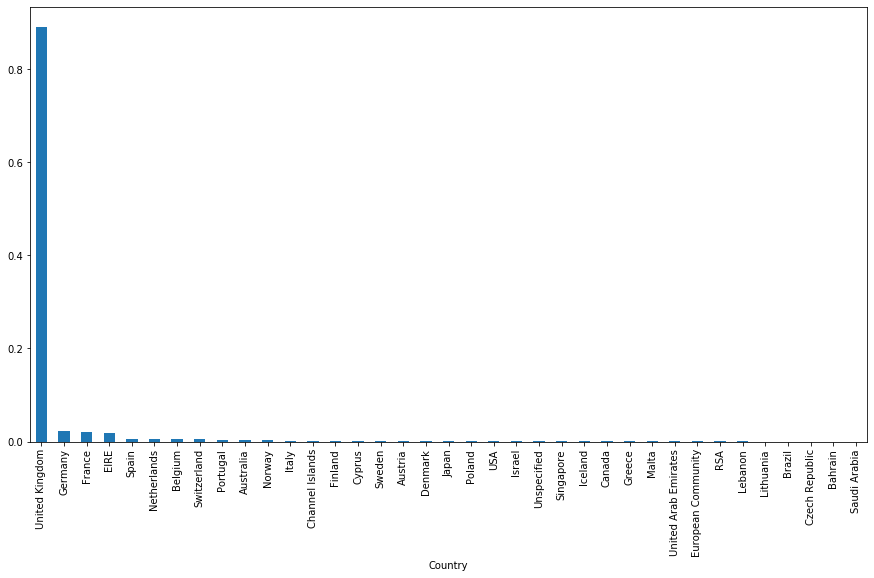 0.8
0.6
0.4
0.2
0.0
United Kingdom
Germany
France
EIRE
Spain
Netherlands
Belgium
Switzerland
Portugal
Australia
Norway
Italy
Channel Islands
Finland
Cyprus
Sweden
Austria
Denmark
Japan
Poland
USA
Israel
Unspecified
Singapore
Iceland
Canada
Greece
Malta
United Arab Emirates
European Community
RSA
Lebanon
Lithuania
Brazil
Czech Republic
Bahrain
Saudi Arabia
Country